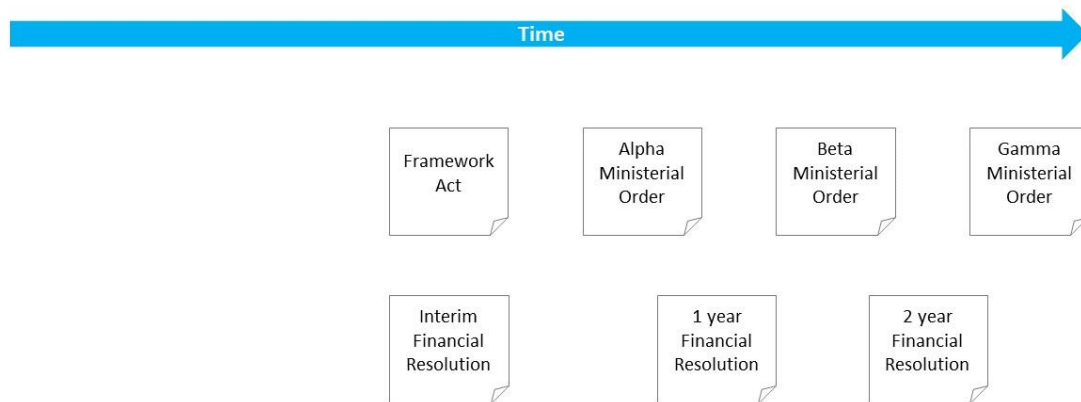 Time
Framework
Act
Alpha
Ministerial
Order
Beta
Ministerial
Order
Gamma
Ministerial
Order
Interim
Financial
Resolution
1 year
Financial
Resolution
2 year
Financial
Resolution